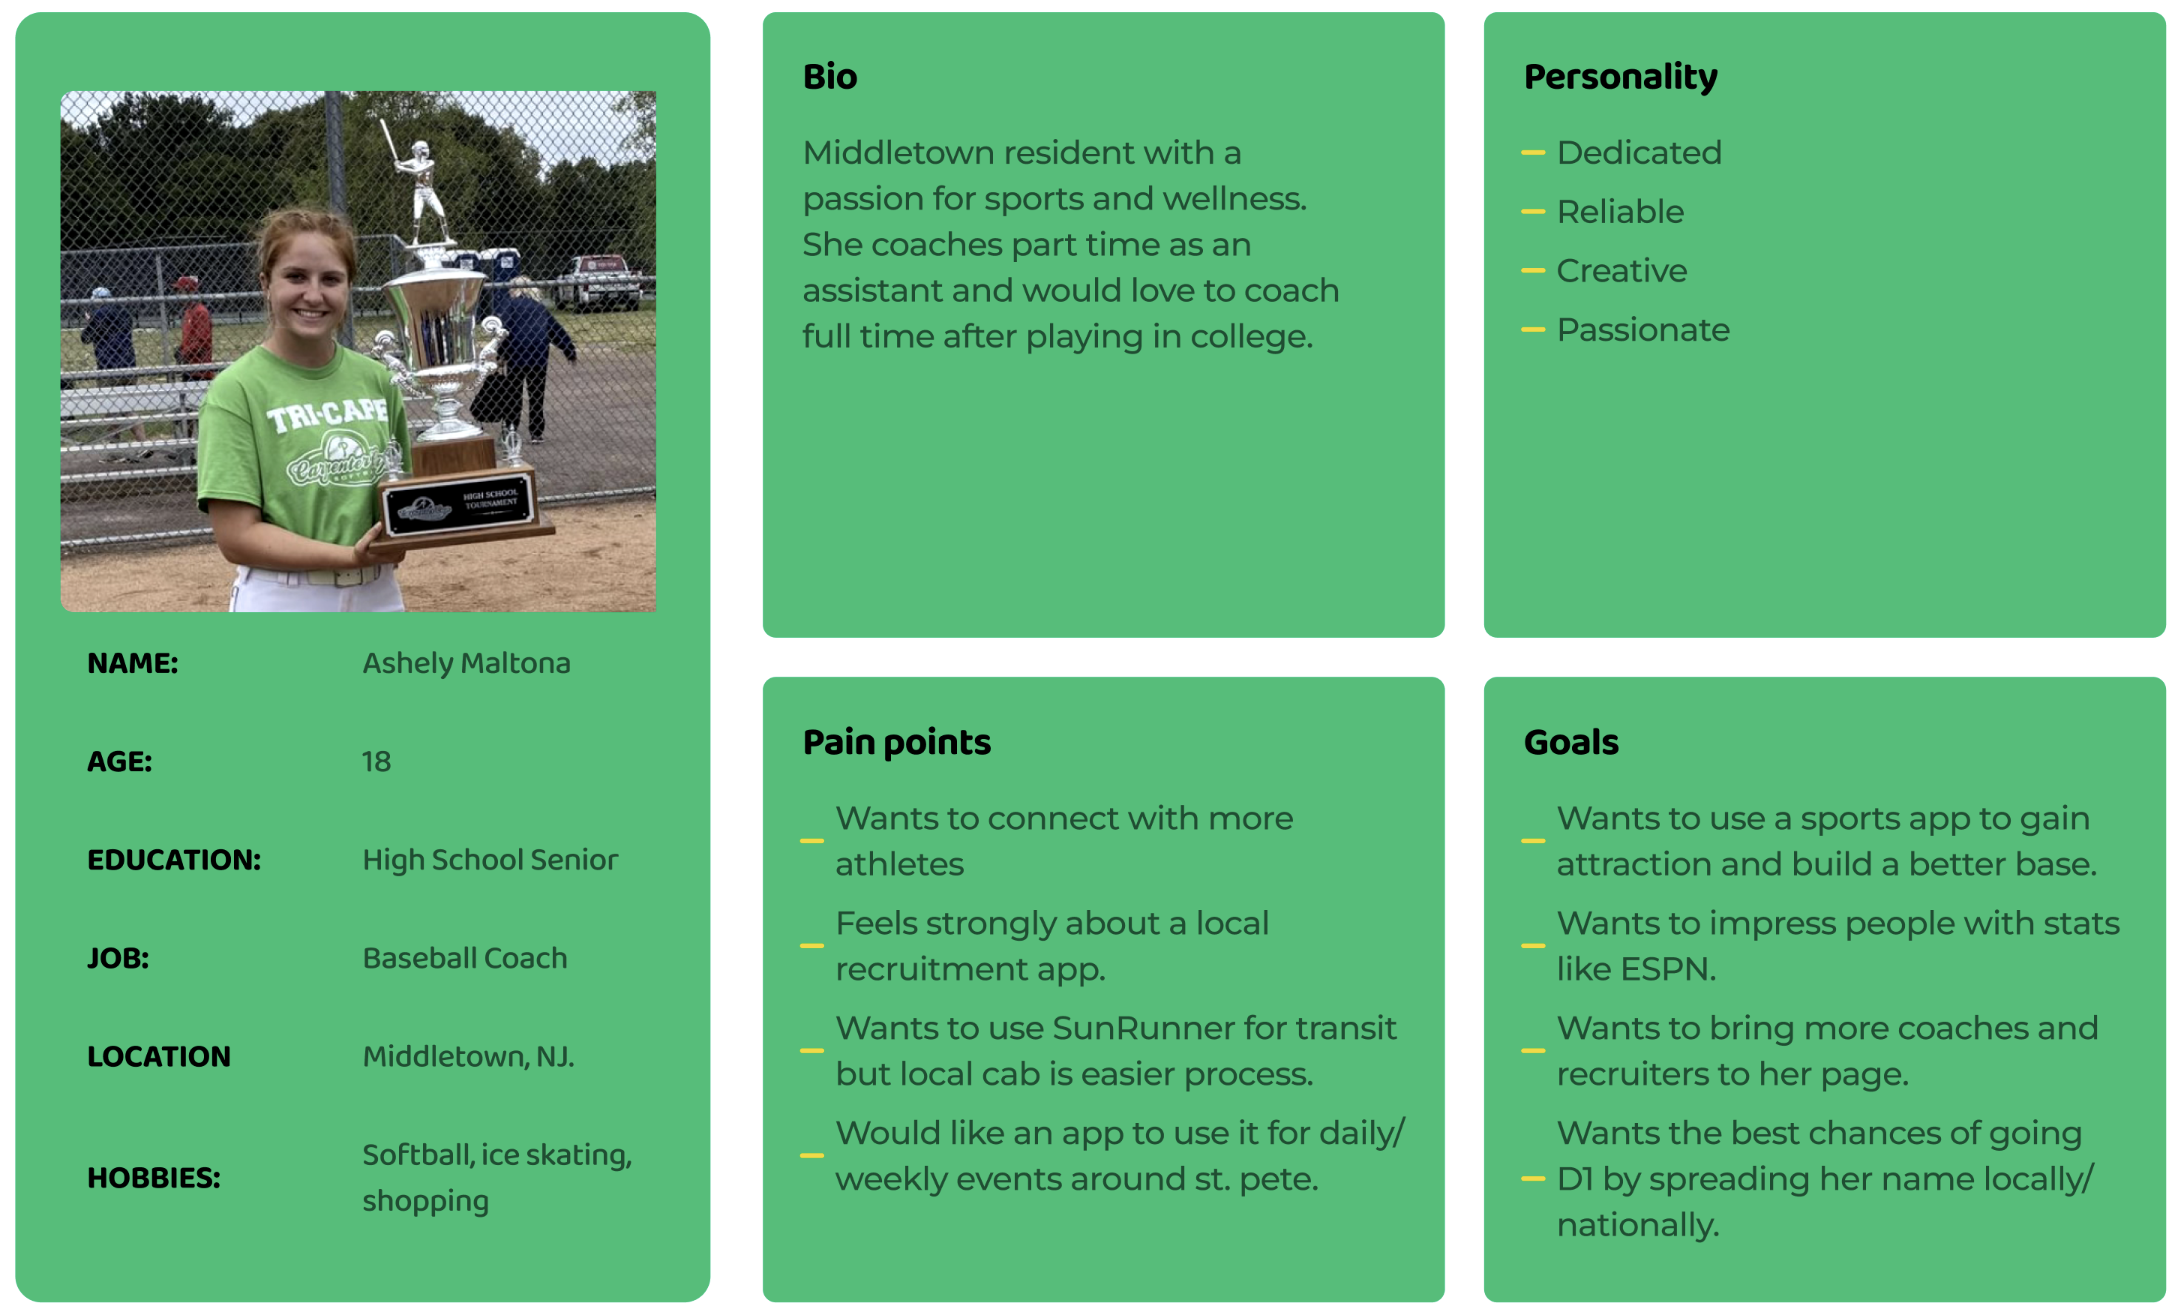 TRI-CAPE
Carpenter
HIGH SCHOOL
TOURNAMENT
NAME: Ashely Maltona
AGE: 18
EDUCATION: High School Senior
JOB: Baseball Coach
LOCATION Middletown, NJ.
HOBBIES: Softball, ice skating,
shopping
Bio
Middletown resident with a
passion for sports and wellness.
She coaches part time as an
assistant and would love to coach
full time after playing in college.
Personality
Dedicated
Reliable
Creative
Passionate
Pain points
Wants to connect with more
athletes
Feels strongly about a local
recruitment app.
Wants to use SunRunner for transit
but local cab is easier process.
Would like an app to use it for daily/
weekly events around st. pete.
Goals
Wants to use a sports app to gain
attraction and build a better base.
Wants to impress people with stats
like ESPN.
Wants to bring more coaches and
recruiters to her page.
Wants the best chances of going
D1 by spreading her name locally/
nationally.